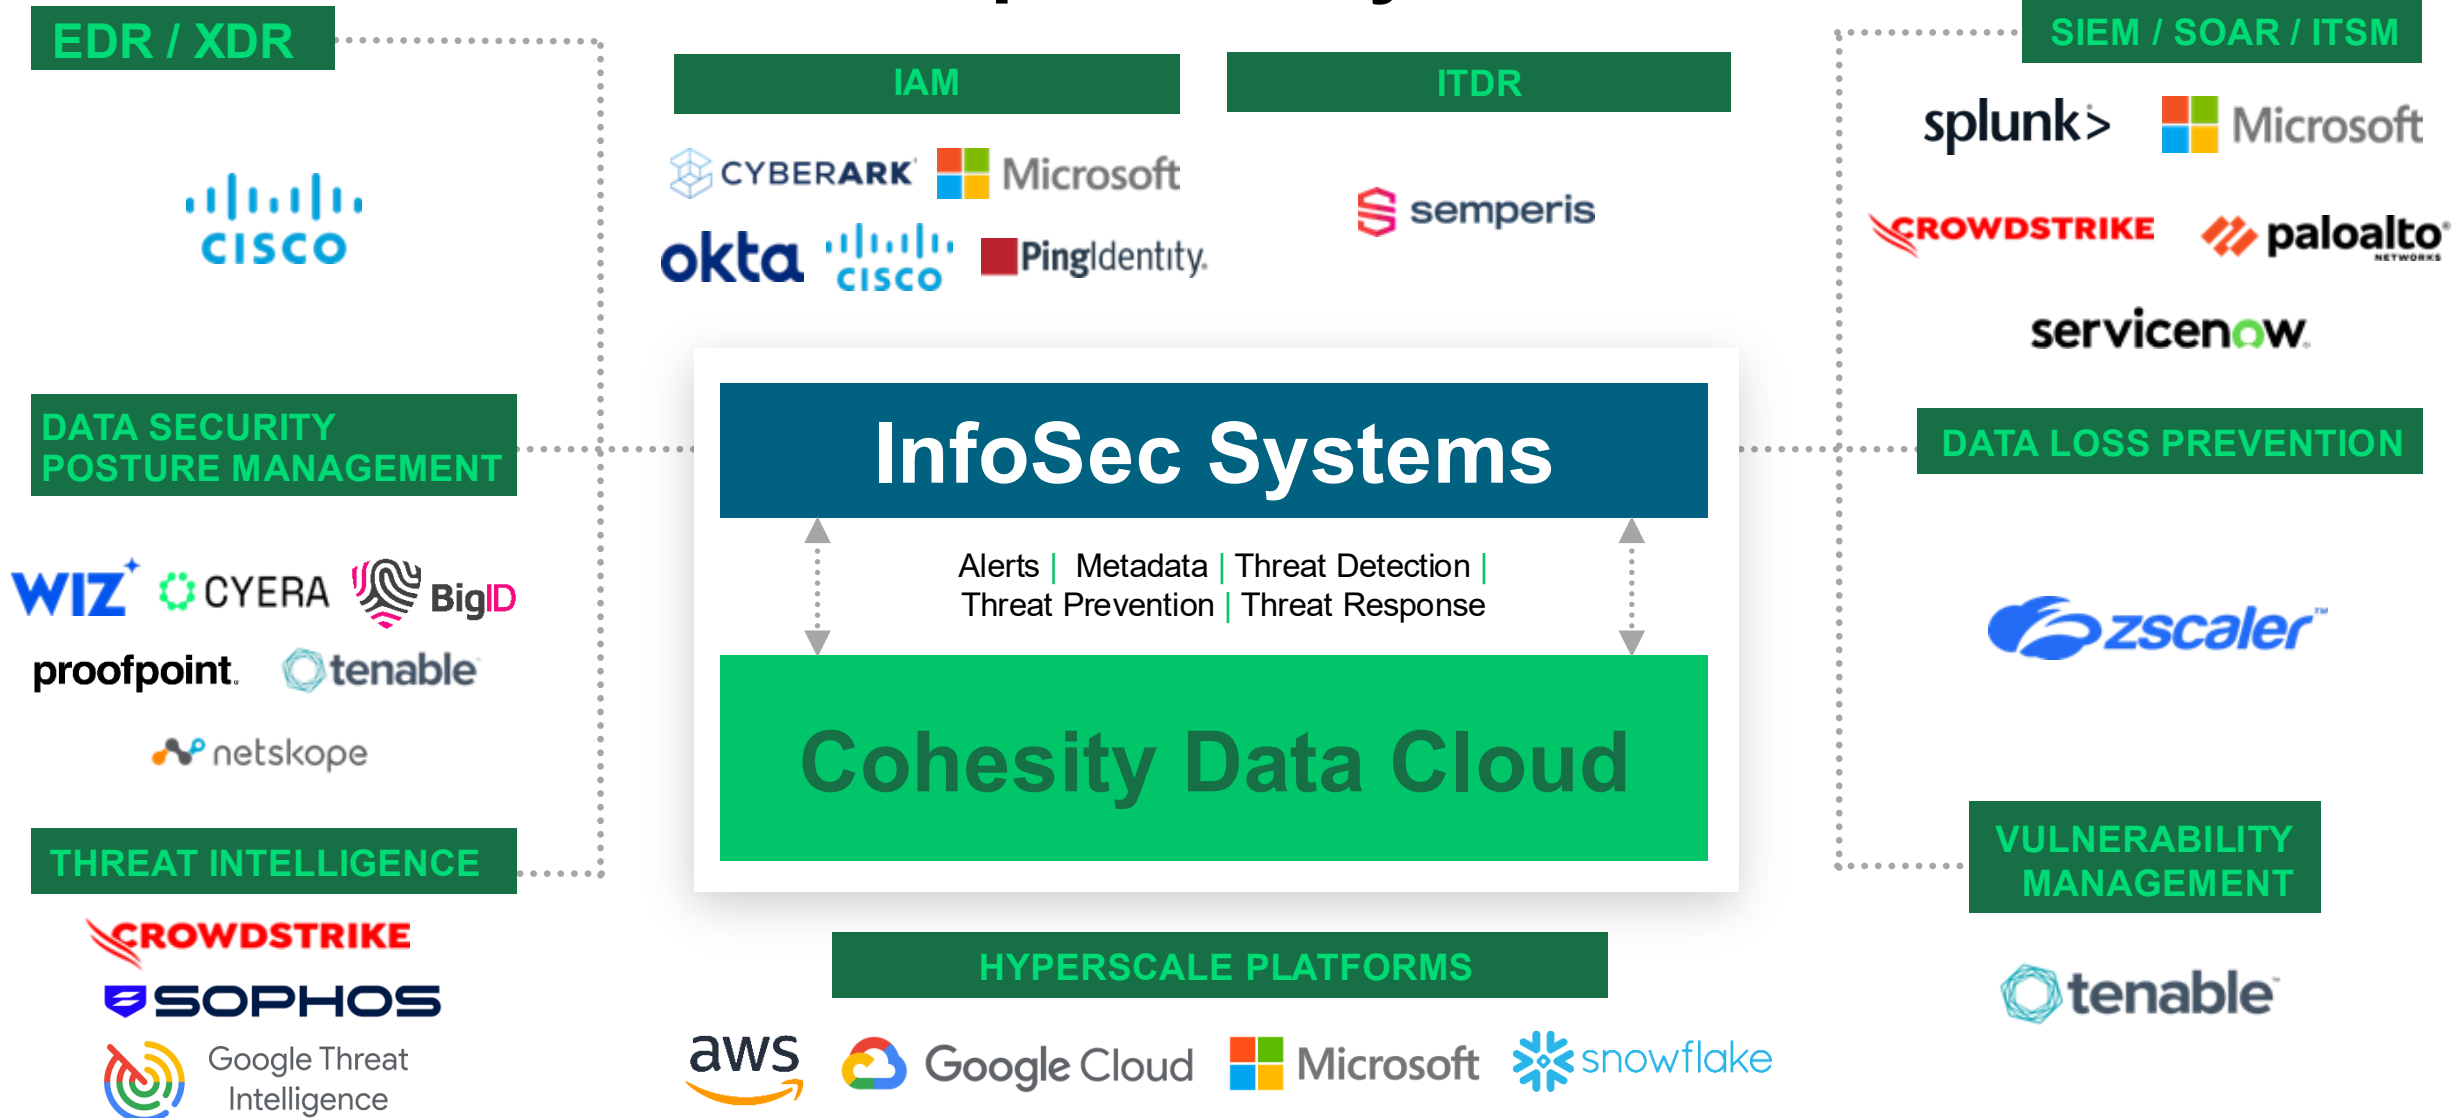 EDR / XDR
IAM
ITDR
SIEM / SOAR / ITSM
CISCO
CYBERARK
Microsoft
okta
CISCO
PingIdentity.
semperis
splunk>
Microsoft
CROWDSTRIKE
paloalto
NETWORKS
servicenow.
DATA SECURITY
POSTURE MANAGEMENT
WIZ
CYERA
BigID
proofpoint.
tenable
netskope
InfoSec Systems
Alerts | Metadata | Threat Detection |
Threat Prevention | Threat Response
Cohesity Data Cloud
DATA LOSS PREVENTION
zscaler™
THREAT INTELLIGENCE
CROWDSTRIKE
SOPHOS
Google Threat
Intelligence
HYPERSCALE PLATFORMS
aws
Google Cloud
Microsoft
snowflake
VULNERABILITY
MANAGEMENT
tenable